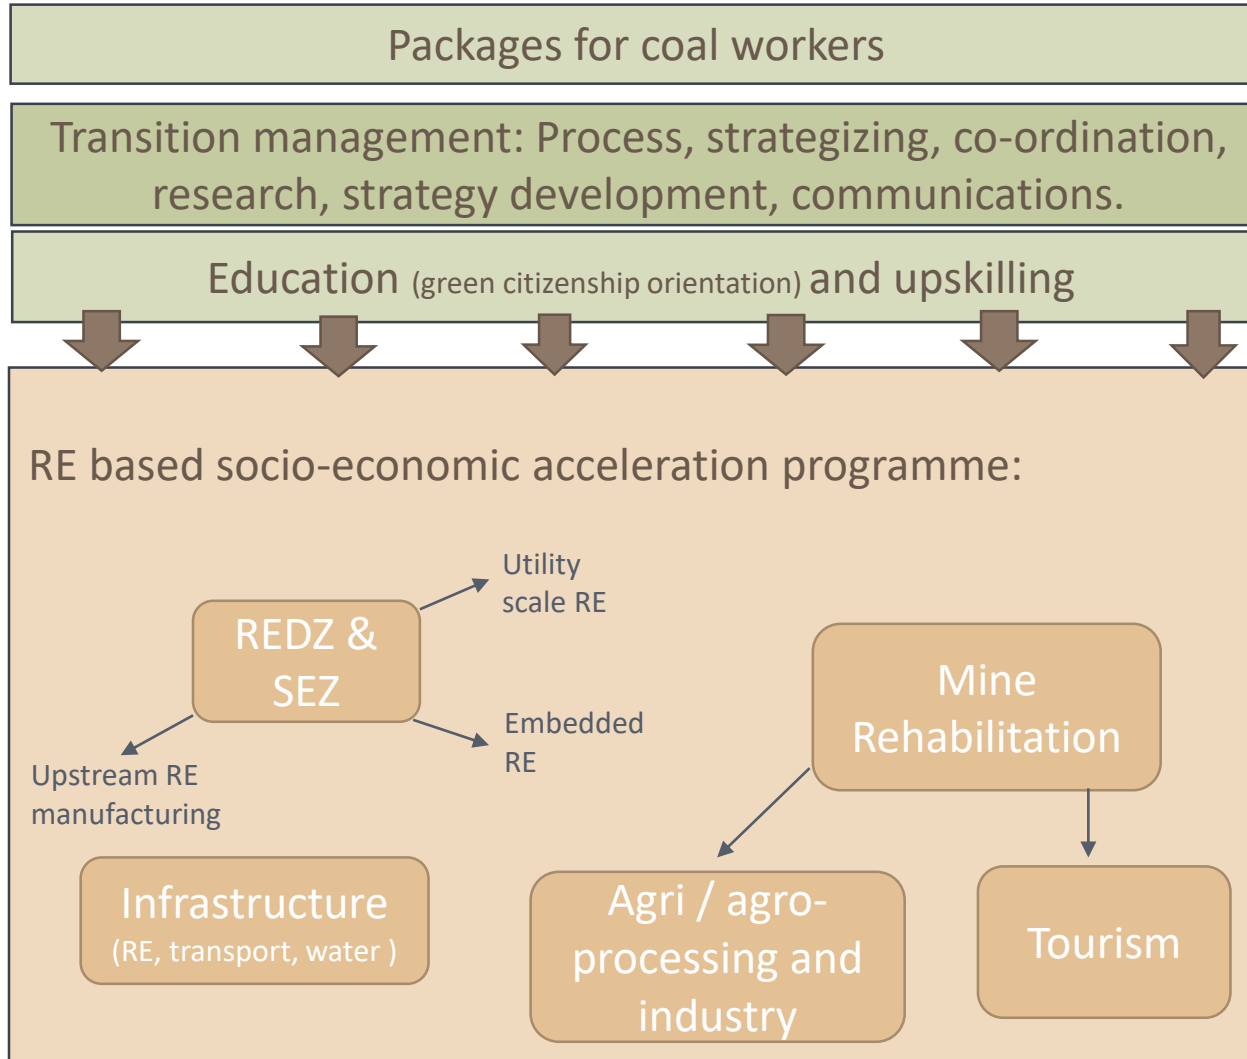 Packages for coal workers
Transition management: Process, strategizing, co-ordination,
research, strategy development, communications.
Education (green citizenship orientation) and upskilling
RE based socio-economic acceleration programme:
Utility
scale RE
REDZ &
SEZ
Embedded
RE
Upstream RE
manufacturing
Mine
Rehabilitation
Infrastructure
(RE, transport, water )
Agri / agro-
processing and
industry
Tourism